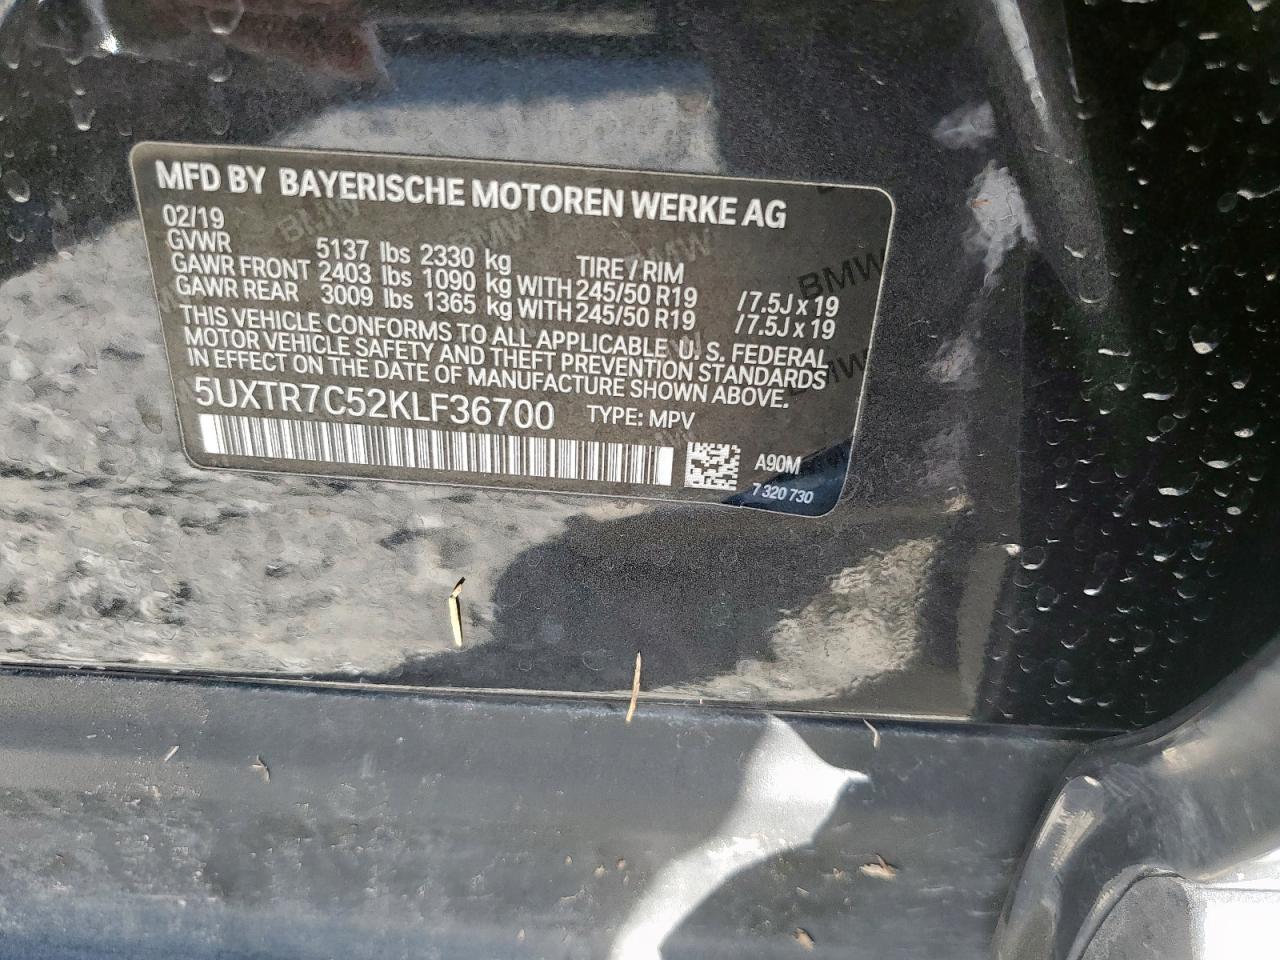 MFD BY BAYERISCHE MOTOREN WERKE AG
02/19
GVWR 5137 lbs 2330 kg TIRE / RIM
GAWR FRONT 2403 lbs 1090 kg WITH 245/50 R19 / 7.5J x 19
GAWR REAR 3009 lbs 1365 kg WITH 245/50 R19 / 7.5J x 19
THIS VEHICLE CONFORMS TO ALL APPLICABLE U. S. FEDERAL
MOTOR VEHICLE SAFETY AND THEFT PREVENTION STANDARDS
IN EFFECT ON THE DATE OF MANUFACTURE SHOWN ABOVE.
5UXTR7C52KLF36700 TYPE: MPV
A90M
7 320 730